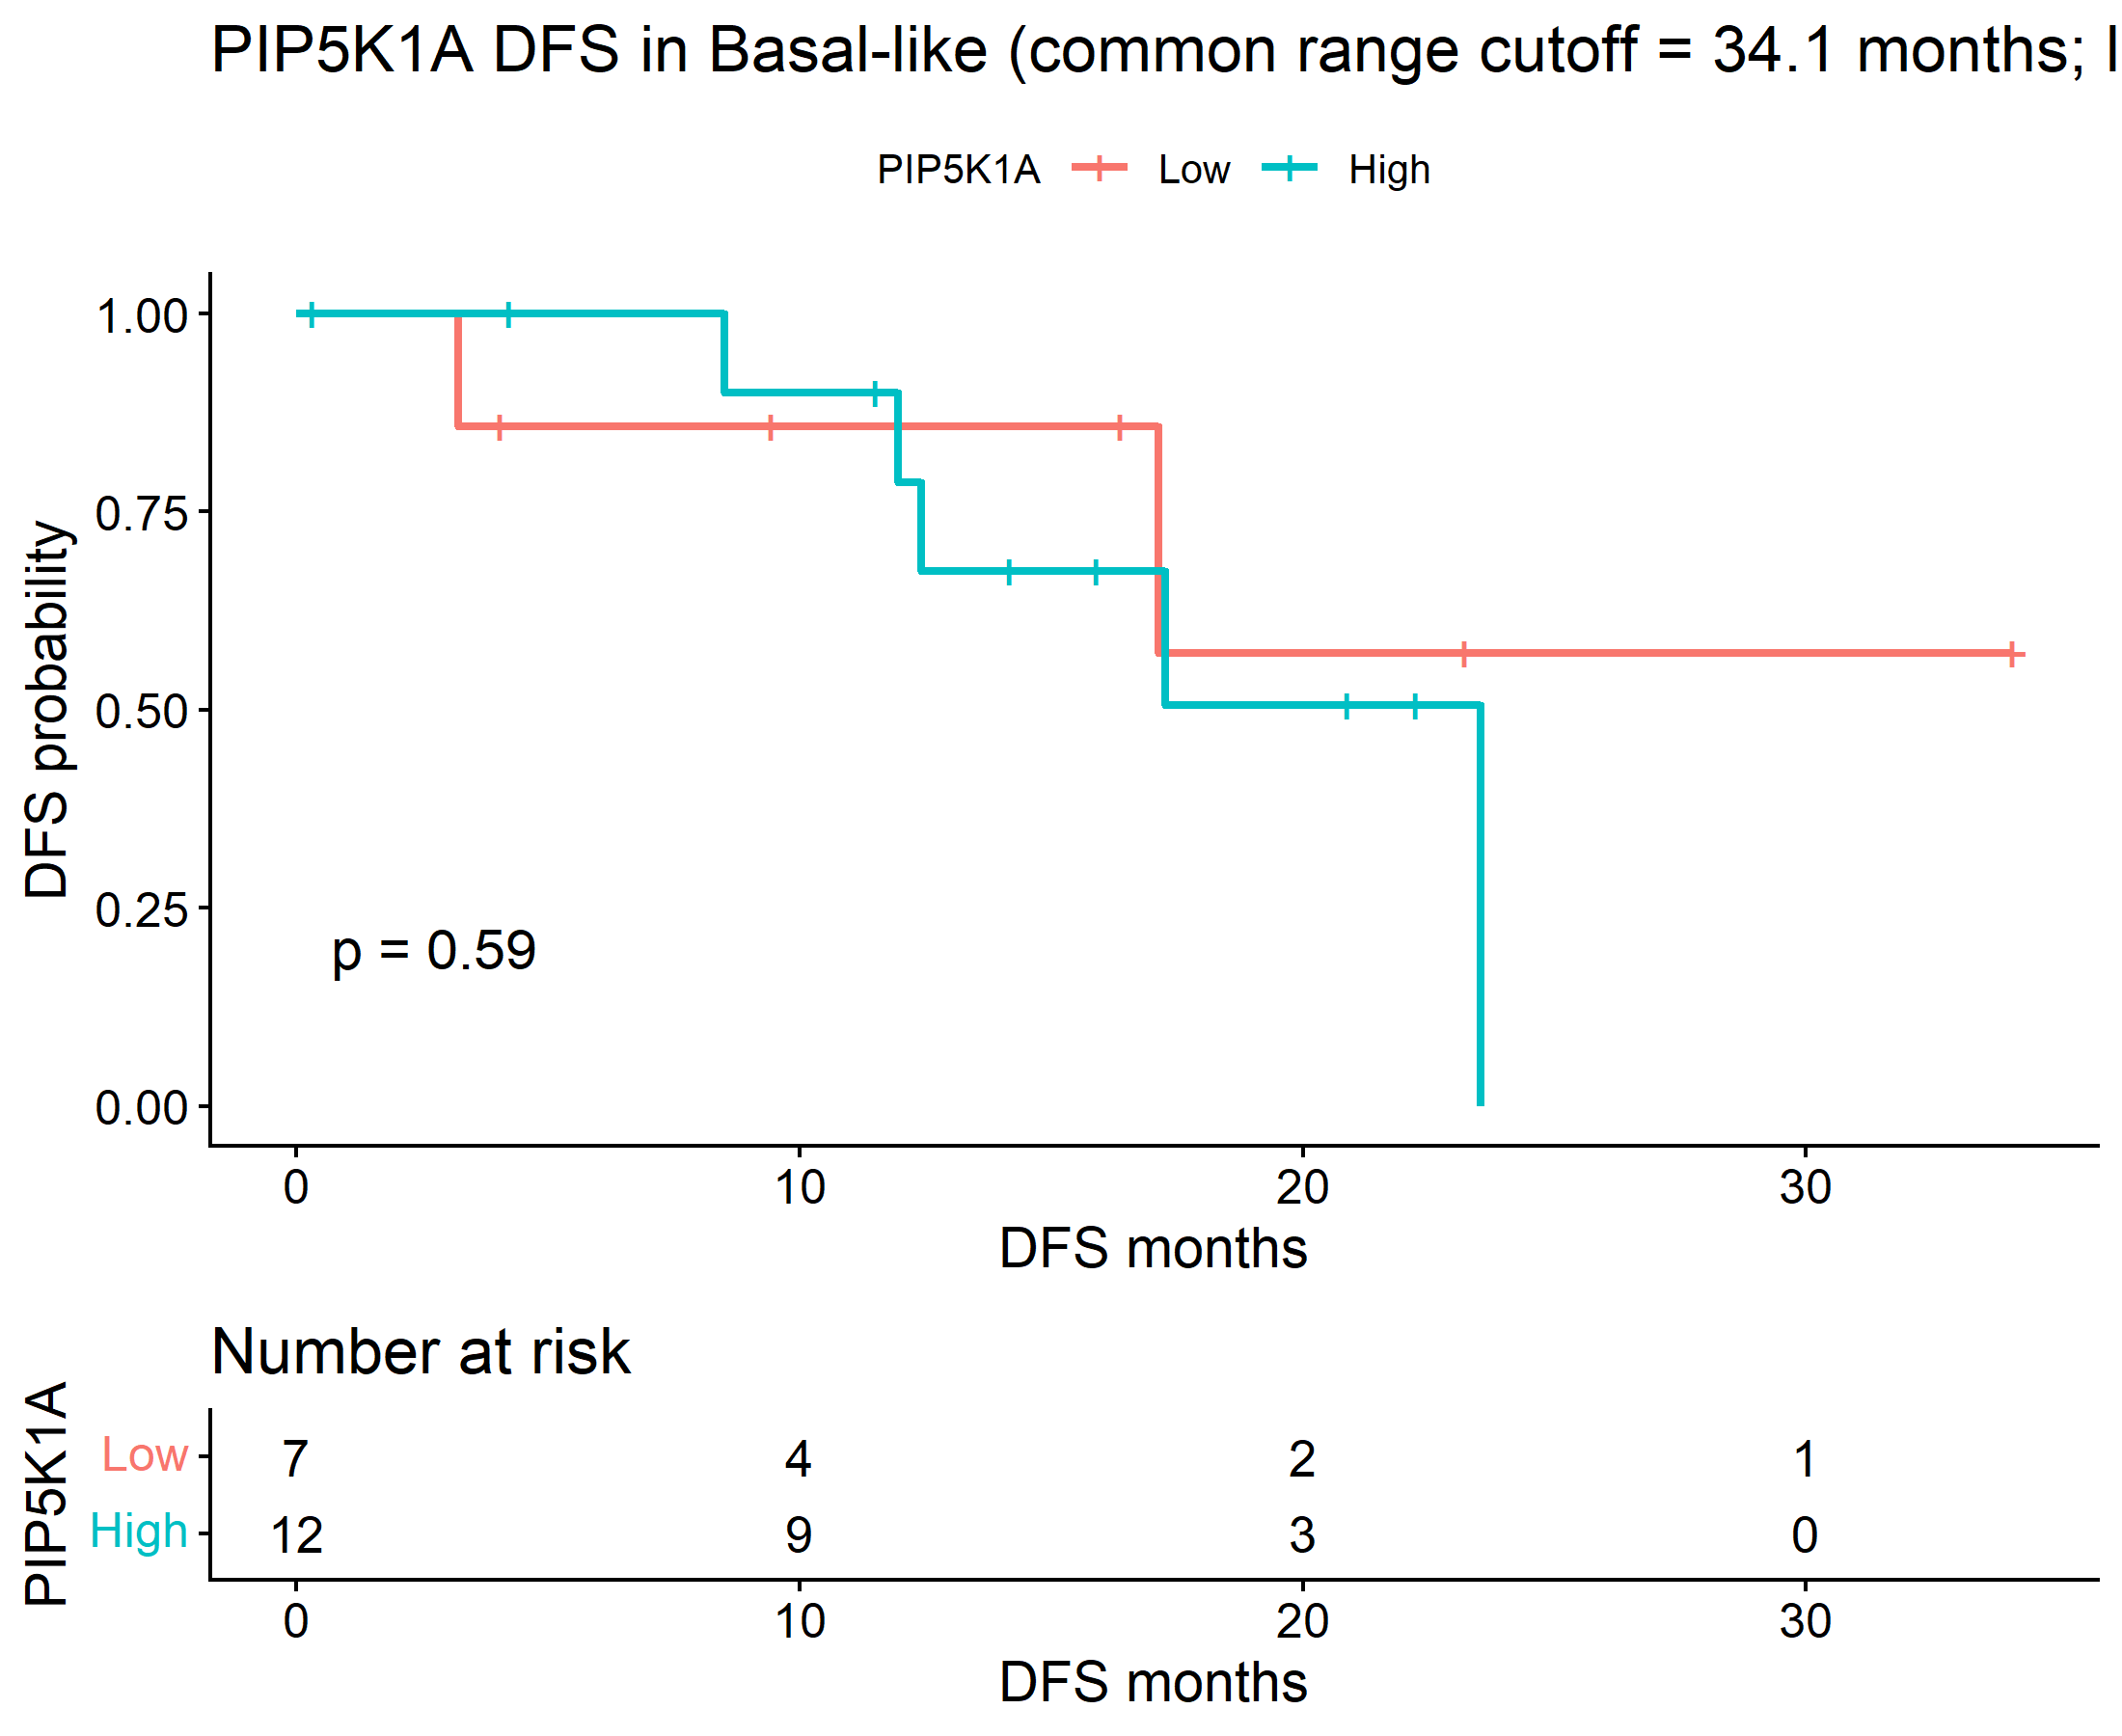 PIP5K1A DFS in Basal-like (common range cutoff = 34.1 months;
PIP5K1A Low High
1.00
0.75
0.50
0.25
0.00
DFS probability
p = 0.59
0 10 20 30
DFS months
Number at risk
PIP5K1A
Low 7 4 2 1
High 12 9 3 0
0 10 20 30
DFS months